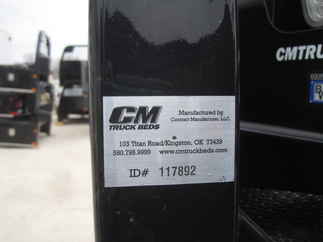 CMTRUCK
CM
TRUCK BEDS
Manufactured by
Contract Manufacturer, LLC.
103 Titan Road/Kingston, OK 73439
580.795.9999 www.cmtruckbeds.com
ID# 117892